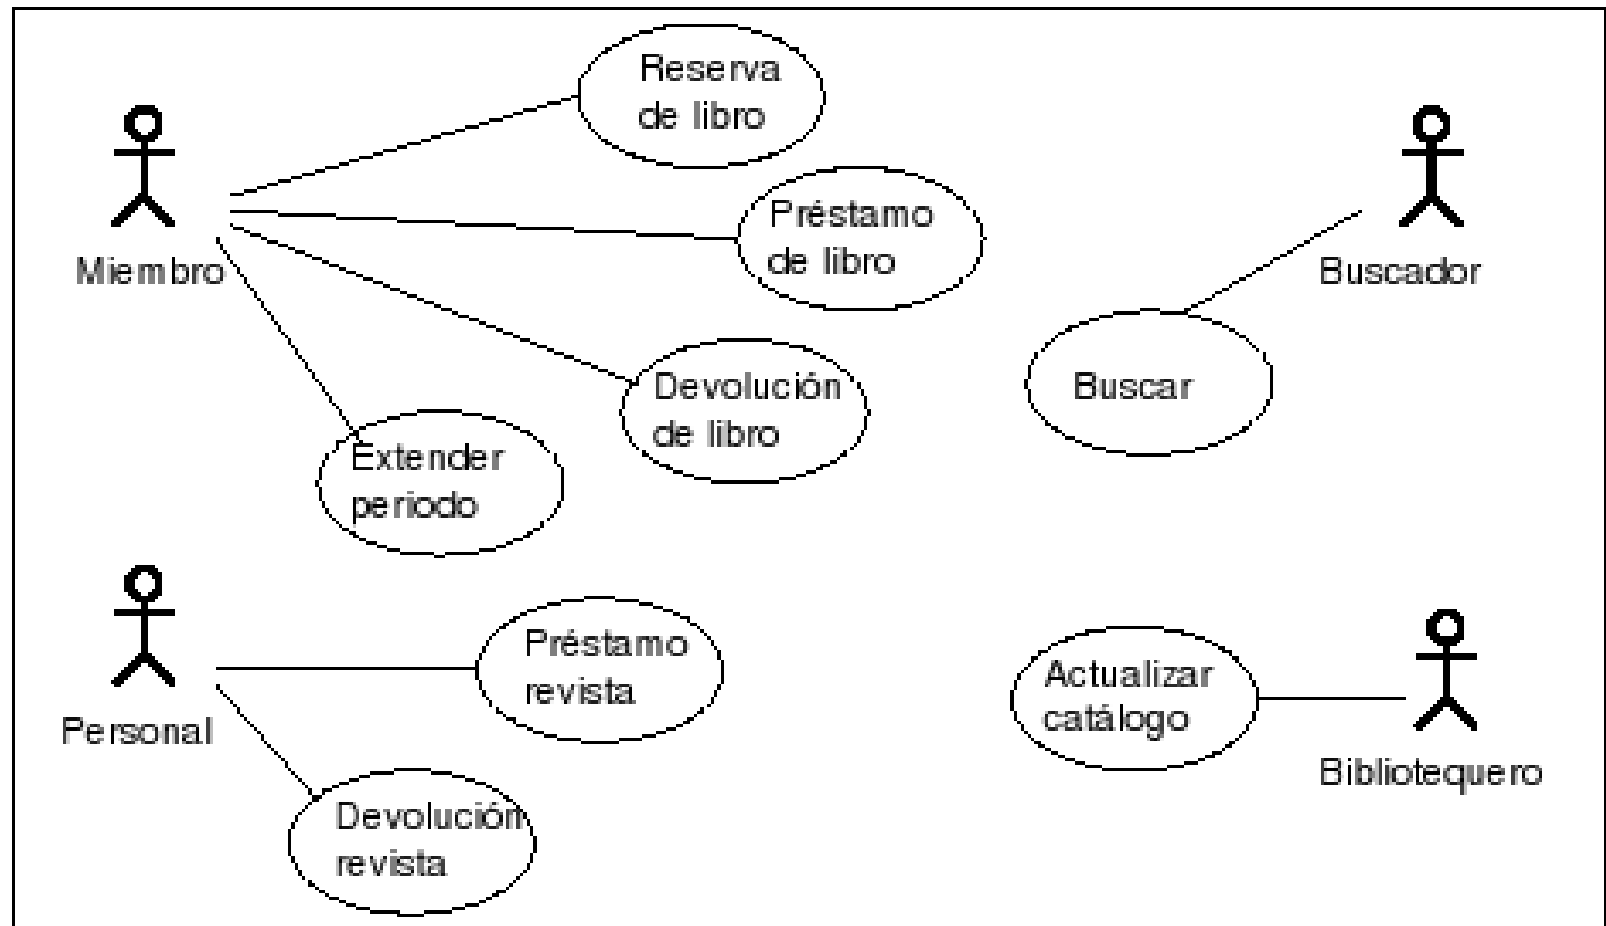 Reserva
de libro
Miembro
Préstamo
de libro
Buscador
Devolución
de libro
Buscar
Extender
periodo
Personal
Préstamo
revista
Actualizar
catálogo
Bibliotequero
Devolución
revista